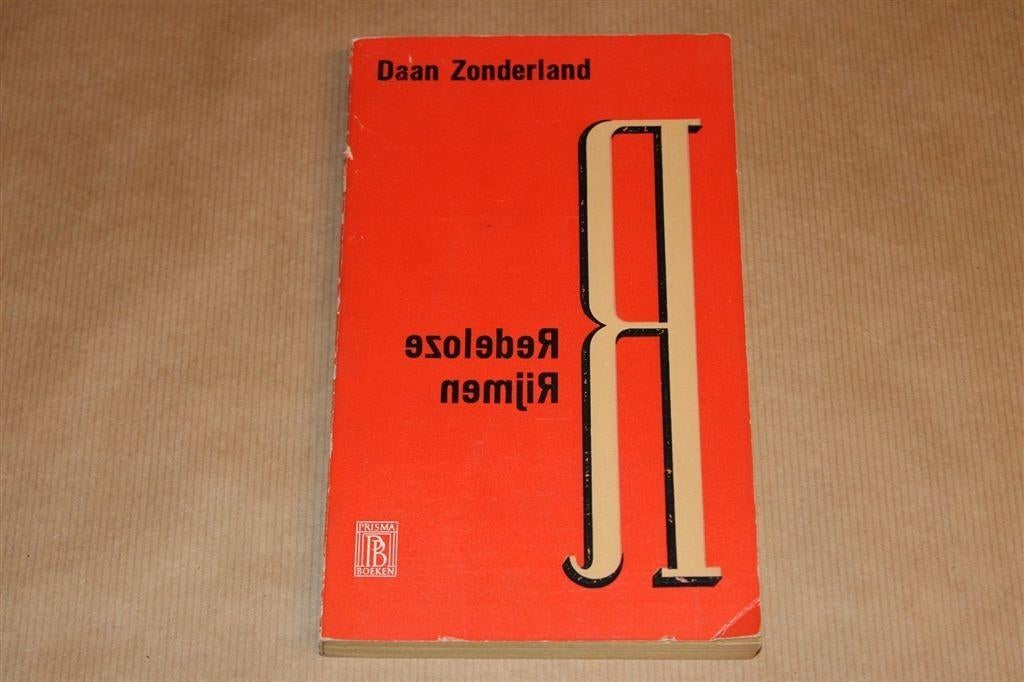 Daan Zonderland
R
Redeloze
Rijmen
PRISMA
PB
BOEKEN